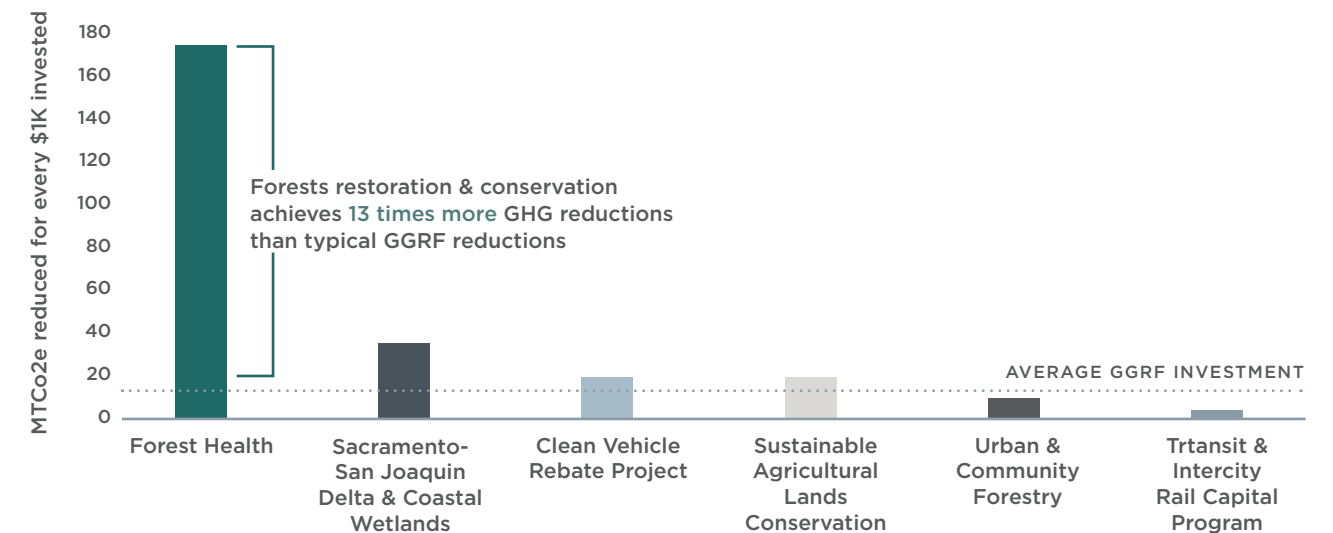 MTCo2e reduced for every $1K invested
180
160
140
120
100
80
60
40
20
0
Forests restoration & conservation
achieves 13 times more GHG reductions
than typical GGRF reductions
AVERAGE GGRF INVESTMENT
Forest Health
Sacramento-
San Joaquin
Delta & Coastal
Wetlands
Clean Vehicle
Rebate Project
Sustainable
Agricultural
Lands
Conservation
Urban &
Community
Forestry
Trtansit &
Intercity
Rail Capital
Program